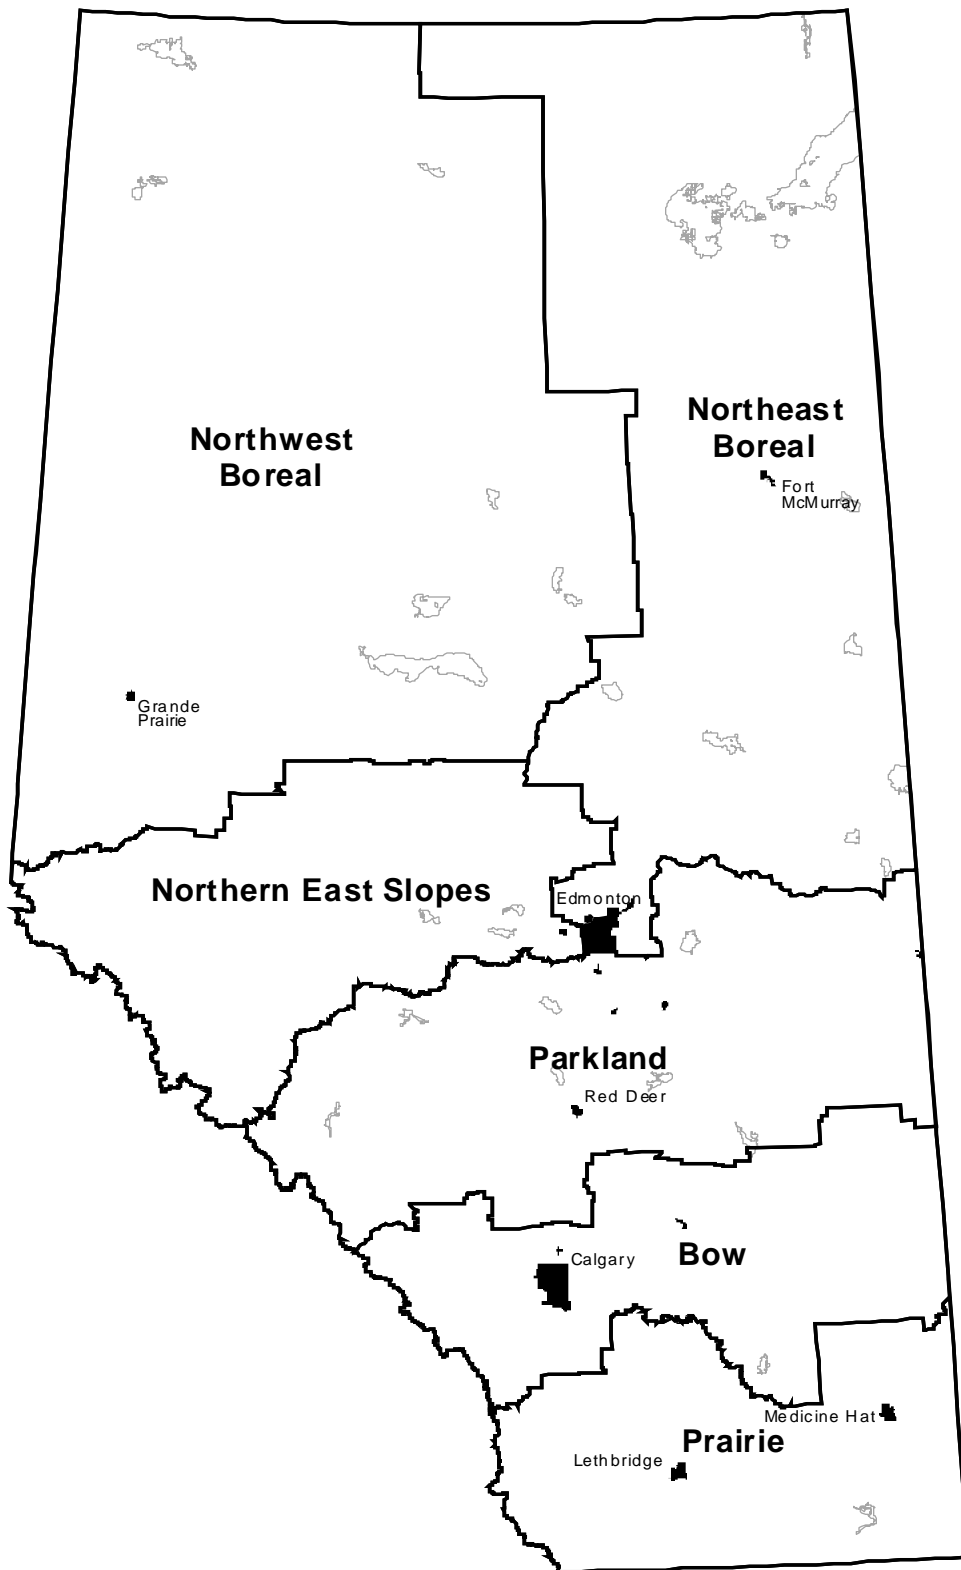 Northeast
Boreal
Northwest
Boreal
Fort
McMurray
Grande
Prairie
Northern East Slopes
Edmonton
Parkland
Red Deer
Bow
Calgary
Medicine Hat
Prairie
Lethbridge